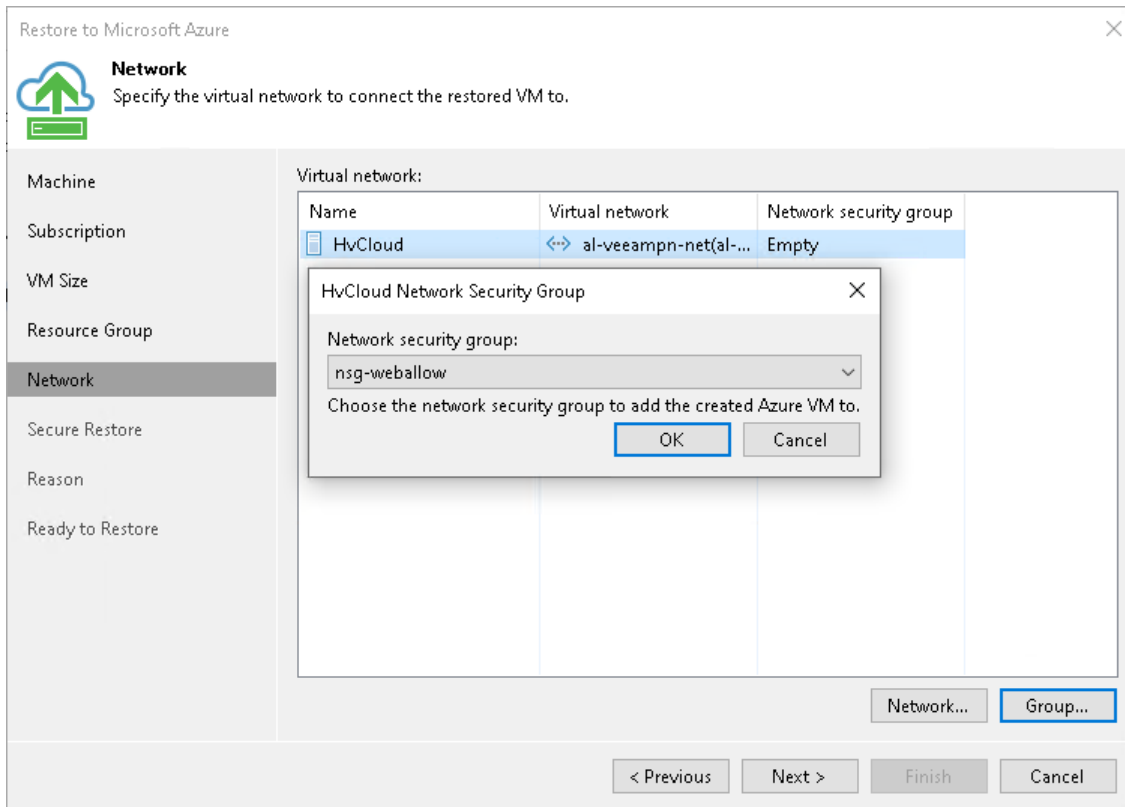 Restore to Microsoft Azure
Network
Specify the virtual network to connect the restored VM to.
Machine
Subscription
VM Size
Resource Group
Network
Secure Restore
Reason
Ready to Restore
Virtual network:
Name Virtual network Network security group
HvCloud al-veeampn-net(al-... Empty
HvCloud Network Security Group
Network security group:
nsg-weballow
Choose the network security group to add the created Azure VM to.
OK Cancel
Network... Group...
< Previous Next > Finish Cancel